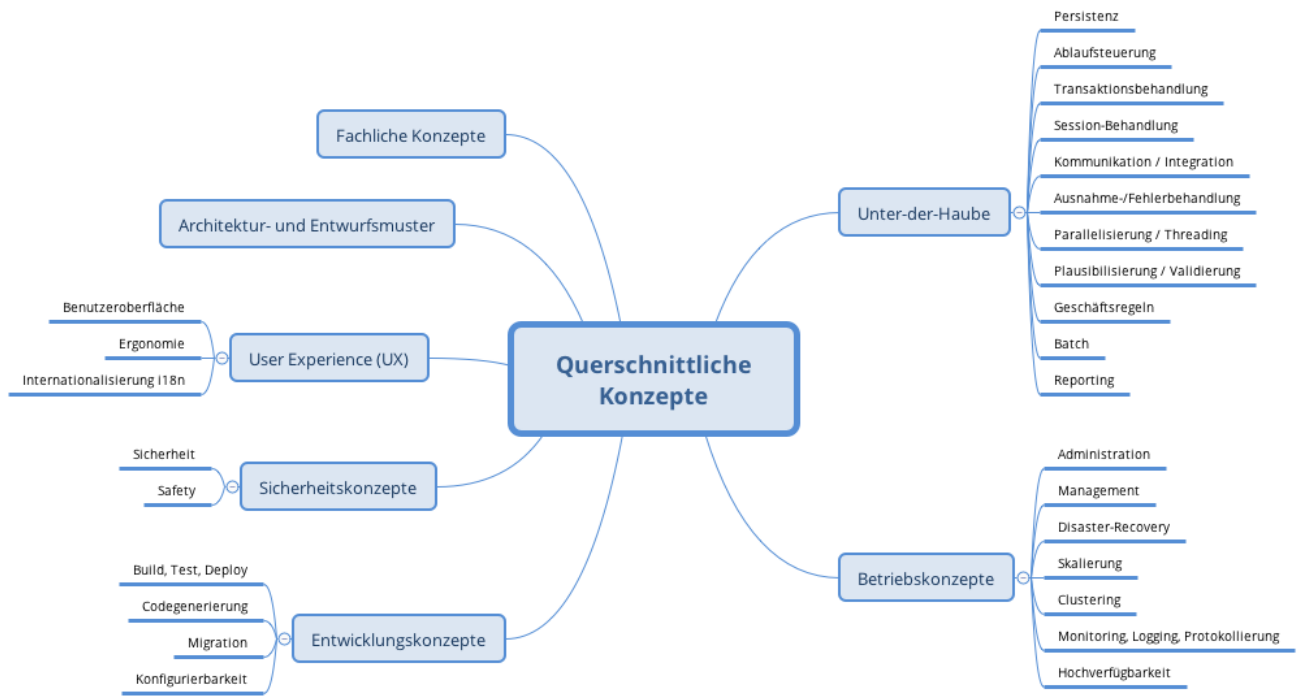 Querschnittliche
Konzepte
Fachliche Konzepte
Architektur- und Entwurfsmuster
User Experience (UX)
Benutzeroberfläche
Ergonomie
Internationalisierung i18n
Sicherheitskonzepte
Sicherheit
Safety
Entwicklungskonzepte
Build, Test, Deploy
Codegenerierung
Migration
Konfigurierbarkeit
Unter-der-Haube
Persistenz
Ablaufsteuerung
Transaktionsbehandlung
Session-Behandlung
Kommunikation / Integration
Ausnahme-/Fehlerbehandlung
Parallelisierung / Threading
Plausibilisierung / Validierung
Geschäftsregeln
Batch
Reporting
Betriebskonzepte
Administration
Management
Disaster-Recovery
Skalierung
Clustering
Monitoring, Logging, Protokollierung
Hochverfügbarkeit